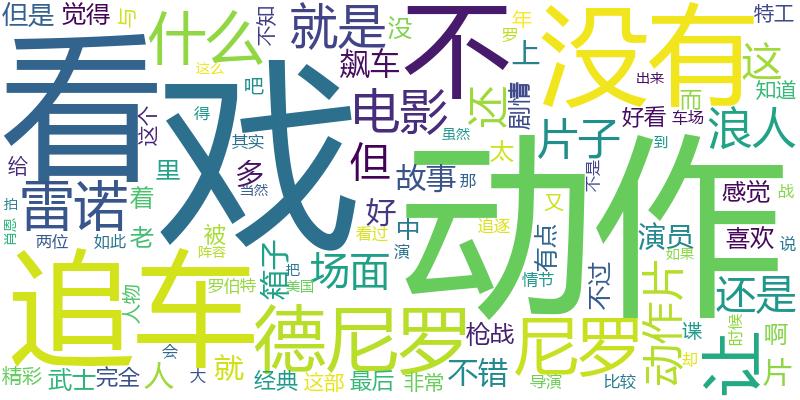 但是
觉得
与
什么
不知
就是
不
年
罗
没有
特工
这么
飙车
没
上
这
看
戏
吧
剧情
还
出来
而
知道
电影
这个
得
片子
好看
车场
浪人
给
里
其实
多
但
虽然
太
到
动作
雷诺
着
当然
故事
那
不是
感觉
战
拍
肖恩
老
被
好
中
追逐
又
有点
演员
喜欢
说
两位
如此
阵容
看过
演
如果
追车
箱子
把
场面
不过
还是
人物
罗伯特
美国
情节
动作片
谍
时候
啊
德尼罗
枪战
尼罗
让
会
就
却
精彩
武士
完全
人
大
经典
这部
最后
非常
不错
导演
比较
片